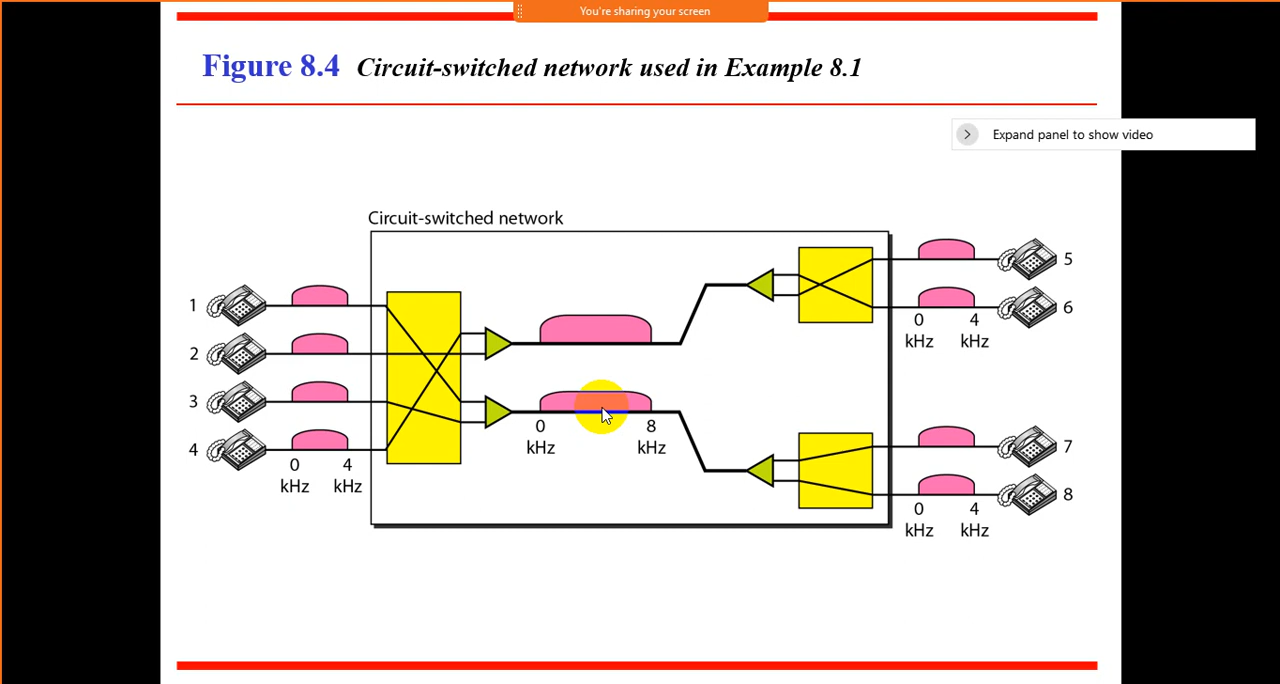 You're sharing your screen
Figure 8.4 Circuit-switched network used in Example 8.1
Expand panel to show video
Circuit-switched network
1
2
3
4
0 4
kHz kHz
0 8
kHz kHz
5
6
0 4
kHz kHz
7
8
0 4
kHz kHz